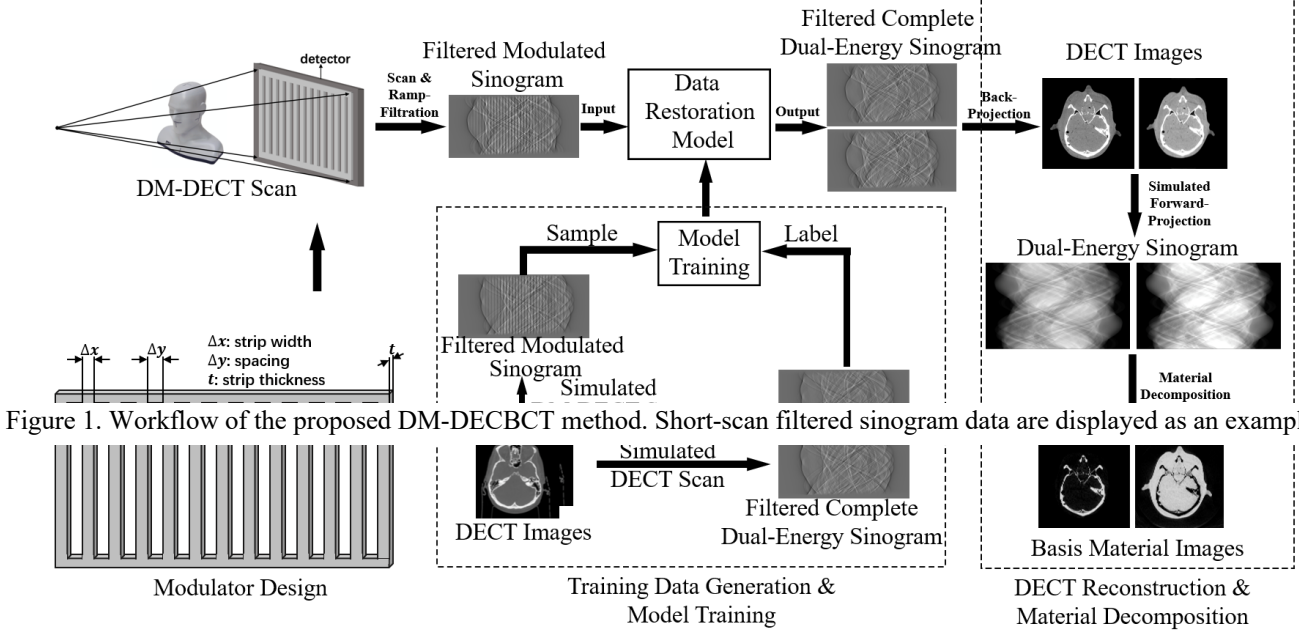 detector
DM-DECT Scan
Scan &
Ramp-
Filtration
Filtered Modulated
Sinogram
Input
Data
Restoration
Model
Output
Filtered Complete
Dual-Energy Sinogram
Back-
Projection
DECT Images
Simulated
Forward-
Projection
Dual-Energy Sinogram
Material
Decomposition
Basis Material Images
DECT Reconstruction &
Material Decomposition
Sample
Model
Training
Label
Filtered Modulated
Sinogram
Simulated
DECT Images
Simulated
DECT Scan
Filtered Complete
Dual-Energy Sinogram
Training Data Generation &
Model Training
Δx
Δy
Δx: strip width
Δy: spacing
t: strip thickness
t
Modulator Design
Figure 1. Workflow of the proposed DM-DECBCT method. Short-scan filtered sinogram data are displayed as an exampl